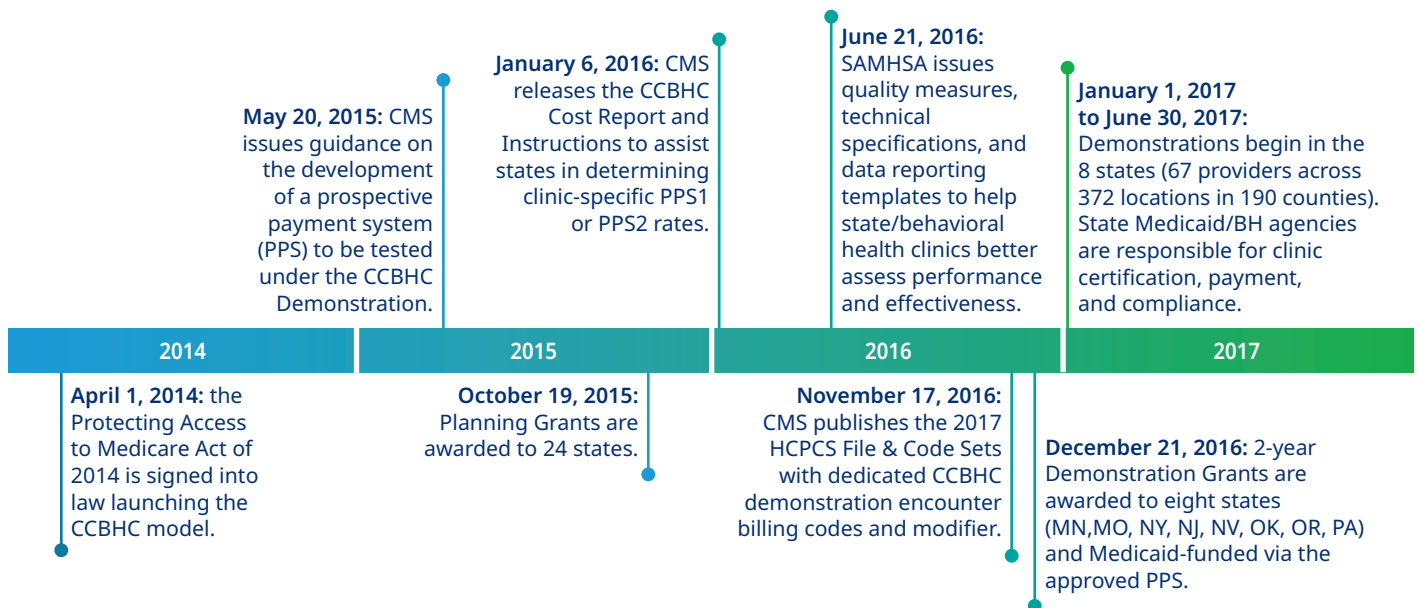 May 20, 2015: CMS
issues guidance on
the development
of a prospective
payment system
(PPS) to be tested
under the CCBHC
Demonstration.
January 6, 2016: CMS
releases the CCBHC
Cost Report and
Instructions to assist
states in determining
clinic-specific PPS1
or PPS2 rates.
June 21, 2016:
SAMHSA issues
quality measures,
technical
specifications, and
data reporting
templates to help
state/behavioral
health clinics better
assess performance
and effectiveness.
January 1, 2017
to June 30, 2017:
Demonstrations begin in the
8 states (67 providers across
372 locations in 190 counties).
State Medicaid/BH agencies
are responsible for clinic
certification, payment,
and compliance.
2014
2015
2016
2017
April 1, 2014: the
Protecting Access
to Medicare Act of
2014 is signed into
law launching the
CCBHC model.
October 19, 2015:
Planning Grants are
awarded to 24 states.
November 17, 2016:
CMS publishes the 2017
HCPCS File & Code Sets
with dedicated CCBHC
demonstration encounter
billing codes and modifier.
December 21, 2016: 2-year
Demonstration Grants are
awarded to eight states
(MN,MO, NY, NJ, NV, OK, OR, PA)
and Medicaid-funded via the
approved PPS.